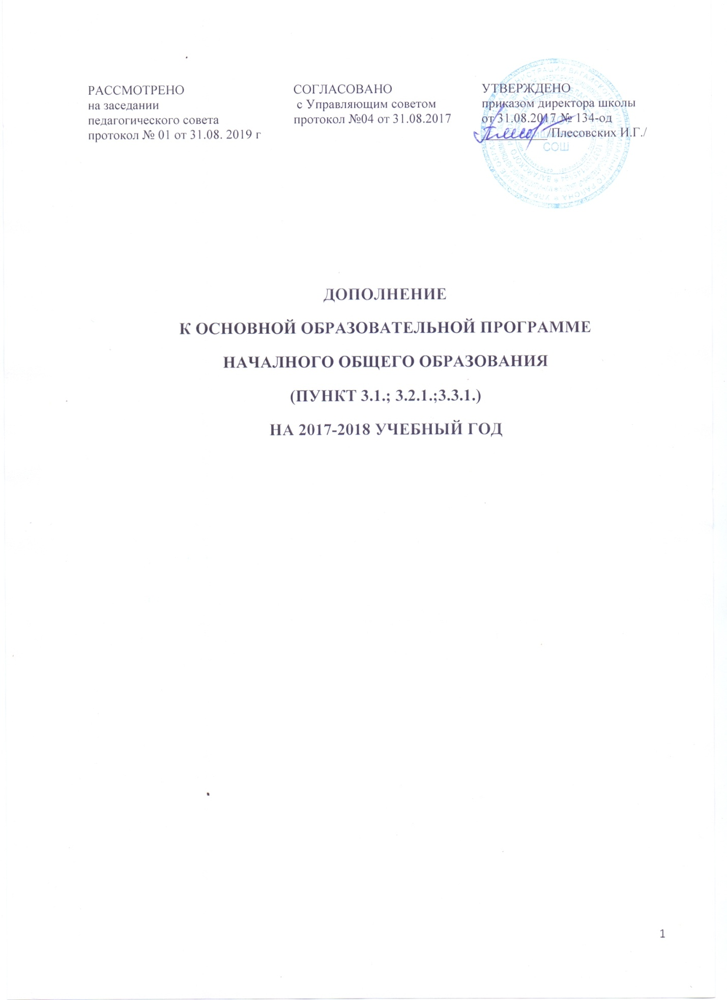 РАССМОТРЕНО
на заседании
педагогического совета
протокол № 01 от 31.08. 2019 г
СОГЛАСОВАНО
с Управляющим советом
протокол №04 от 31.08.2017
УТВЕРЖДЕНО
приказом директора школы
от 31.08.2017 № 134-од
/Плесовских И.Г./
СОШ
ДОПОЛНЕНИЕ
К ОСНОВНОЙ ОБРАЗОВАТЕЛЬНОЙ ПРОГРАММЕ
НАЧАЛНОГО ОБЩЕГО ОБРАЗОВАНИЯ
(ПУНКТ 3.1.; 3.2.1.;3.3.1.)
НА 2017-2018 УЧЕБНЫЙ ГОД
1